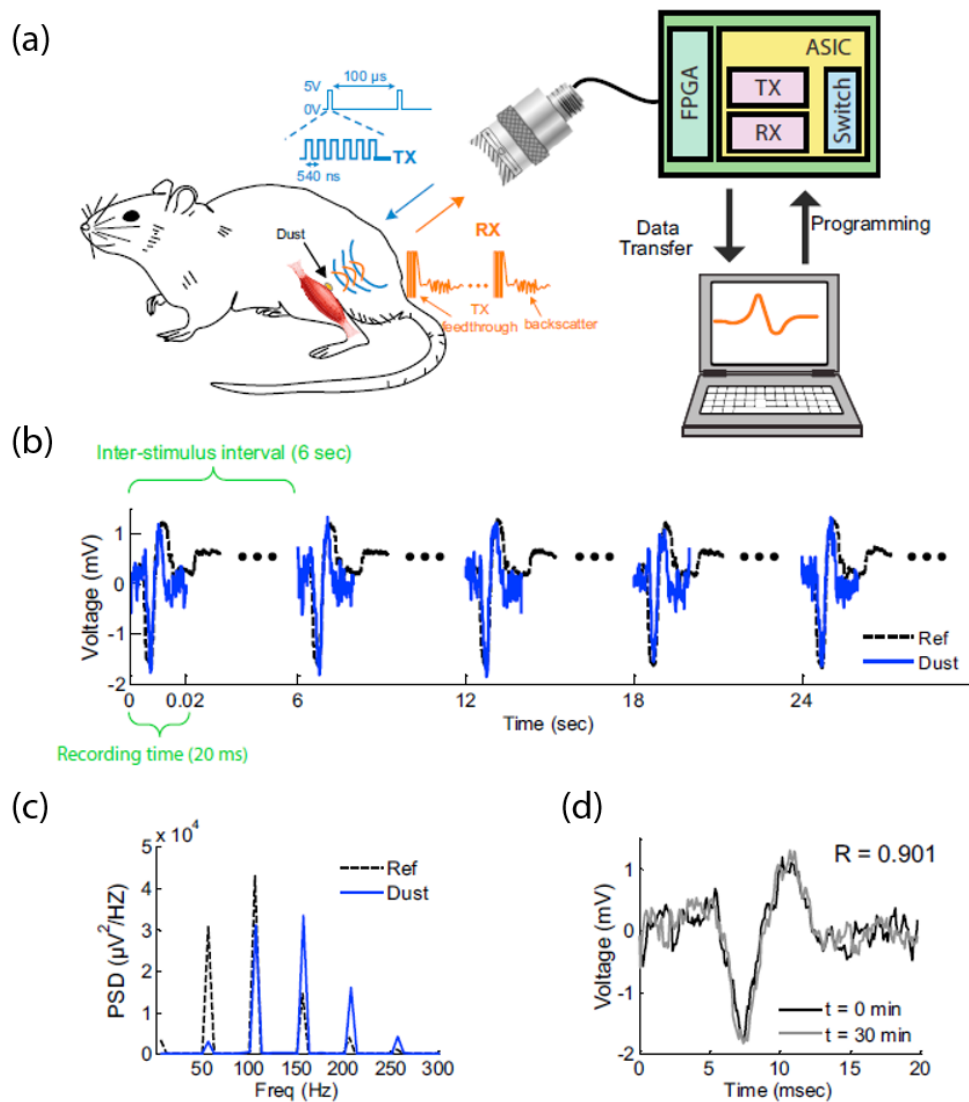 (a)
5V
0V
100 µs
TX
540 ns
Dust
RX
TX
feedthrough
backscatter
FPGA
ASIC
TX
RX
Switch
Data
Transfer
Programming
(b)
Inter-stimulus interval (6 sec)
Voltage (mV)
1
0
-1
-2
Ref
Dust
0
0.02
6
12
18
24
Time (sec)
Recording time (20 ms)
(c)
x 10^4
5
4
3
2
1
0
PSD (µV²/HZ)
Ref
Dust
50 100 150 200 250 300
Freq (Hz)
(d)
R = 0.901
Voltage (mV)
1
0
-1
-2
t = 0 min
t = 30 min
0 5 10 15 20
Time (msec)